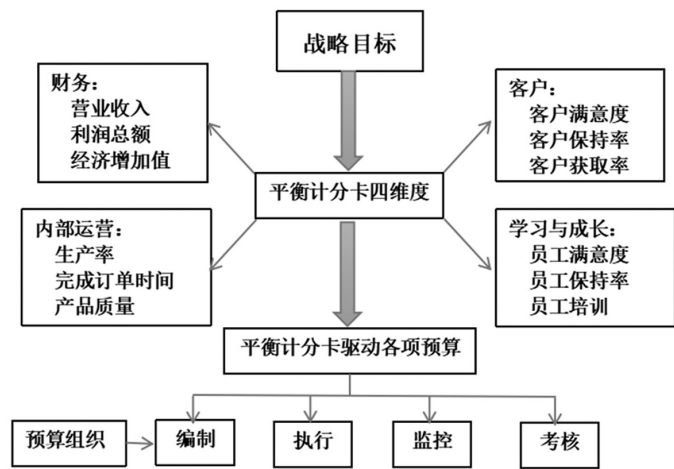 战略目标
财务：
营业收入
利润总额
经济增加值
客户：
客户满意度
客户保持率
客户获取率
平衡计分卡四维度
内部运营：
生产率
完成订单时间
产品质量
学习与成长：
员工满意度
员工保持率
员工培训
平衡计分卡驱动各项预算
预算组织
编制
执行
监控
考核